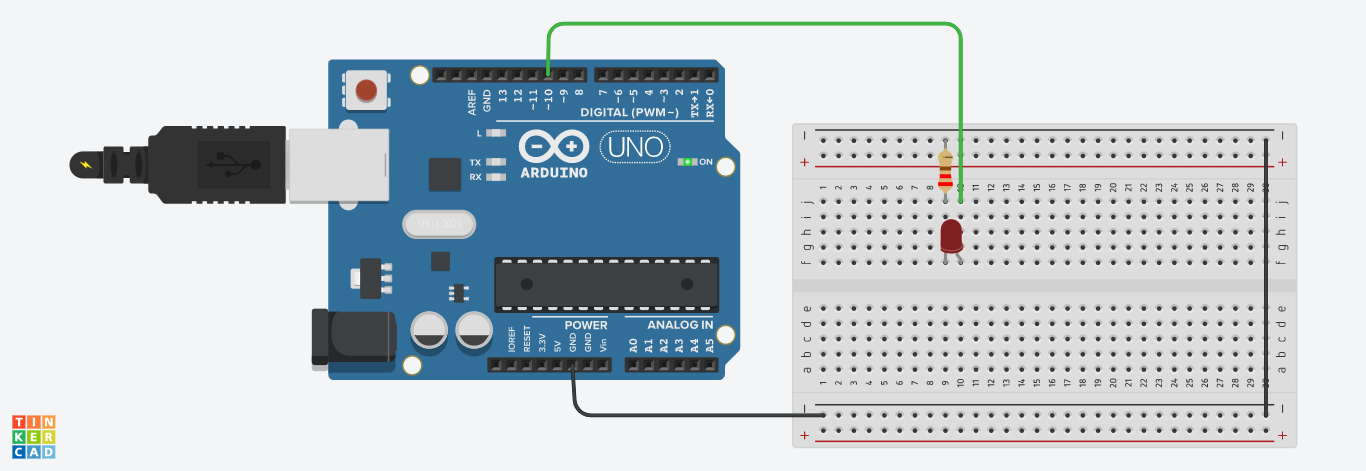 AREF
GND
13
12
~11
~10
~9
8
7
~6
~5
4
~3
2
TX→1
RX←0
DIGITAL (PWM~)
L
TX
RX
UNO
ARDUINO
ON
POWER
ANALOG IN
IOREF
RESET
3.3V
5V
GND
GND
Vin
A0
A1
A2
A3
A4
A5
− −
+ +
1 2 3 4 5 6 7 8 9 11 12 13 14 15 16 17 18 19 20 21 22 23 24 25 26 27 28 29
j j
i i
h h
g g
f f
e e
d d
c c
b b
a a
1 2 3 4 5 6 7 8 9 10 11 12 13 14 15 16 17 18 19 20 21 22 23 24 25 26 27 28 29
− −
+ +
TIN
KER
CAD